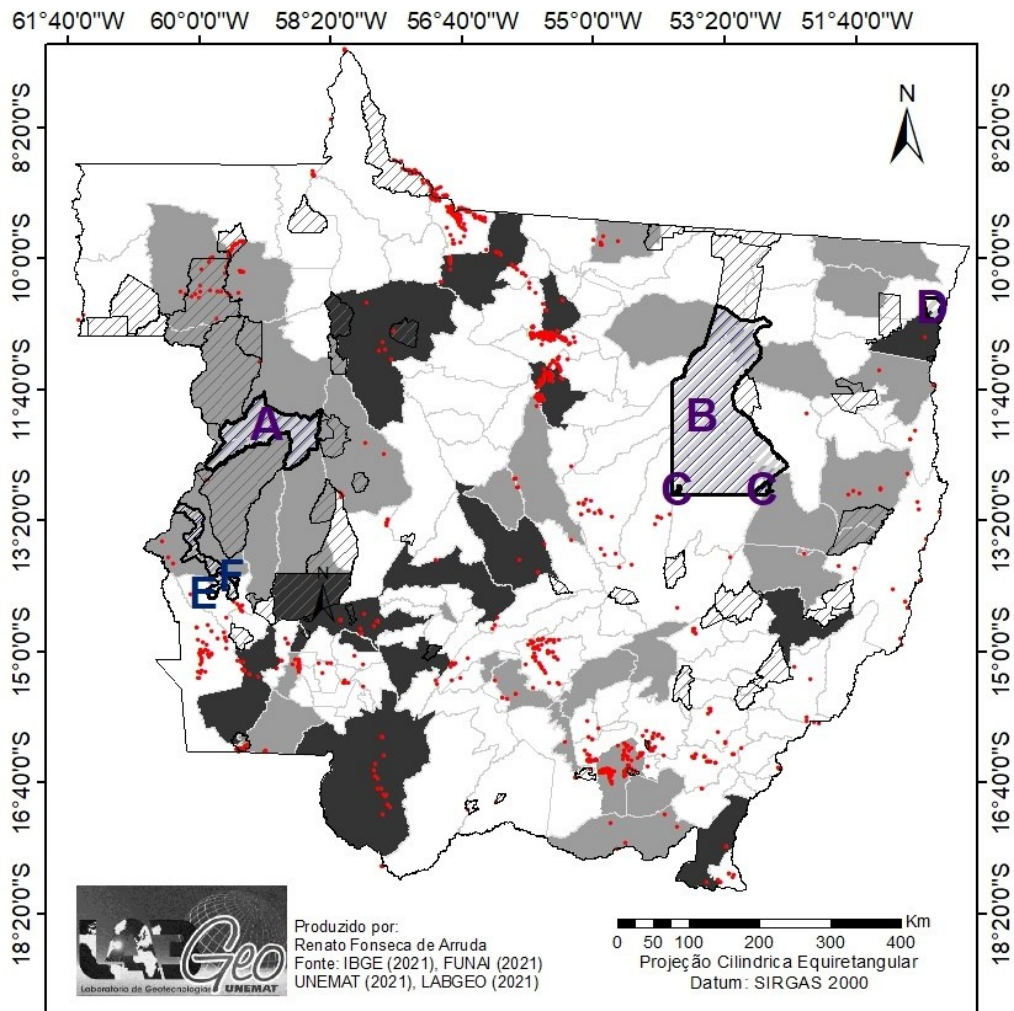 61°40'0"W 60°0'0"W 58°20'0"W 56°40'0"W 55°0'0"W 53°20'0"W 51°40'0"W
8°20'0"S
10°0'0"S
11°40'0"S
13°20'0"S
15°0'0"S
16°40'0"S
18°20'0"S
8°20'0"S
10°0'0"S
11°40'0"S
13°20'0"S
15°0'0"S
16°40'0"S
18°20'0"S
N
D
A
B
C C
F
E
N
LABGeo
Laboratorio de Geotecnologias UNEMAT
Produzido por:
Renato Fonseca de Arruda
Fonte: IBGE (2021), FUNAI (2021)
UNEMAT (2021), LABGEO (2021)
Km
0 50 100 200 300 400
Projeção Cilindrica Equiretangular
Datum: SIRGAS 2000